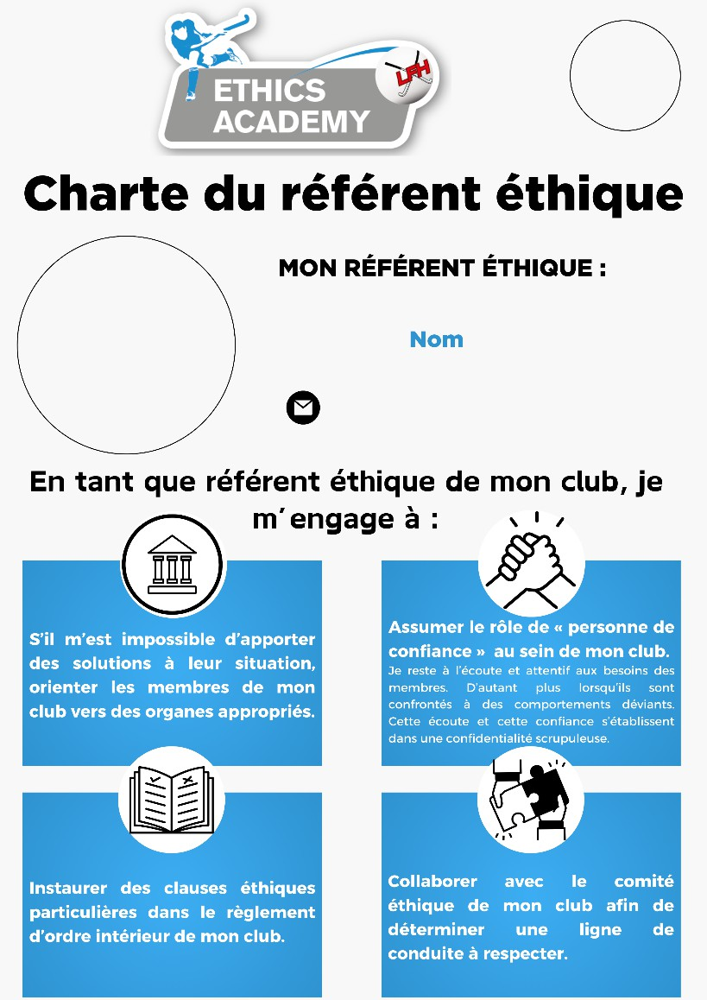 ETHICS
ACADEMY
LFH
Charte du référent éthique
MON RÉFÉRENT ÉTHIQUE :
Nom
En tant que référent éthique de mon club, je
m'engage à :
S’il m’est impossible d’apporter
des solutions à leur situation,
orienter les membres de mon
club vers des organes appropriés.
Assumer le rôle de « personne de
confiance » au sein de mon club.
Je reste à l’écoute et attentif aux besoins des
membres. D’autant plus lorsqu’ils sont
confrontés à des comportements déviants.
Cette écoute et cette confiance s’établissent
dans une confidentialité scrupuleuse.
Instaurer des clauses éthiques
particulières dans le règlement
d’ordre intérieur de mon club.
Collaborer avec le comité
éthique de mon club afin de
déterminer une ligne de
conduite à respecter.